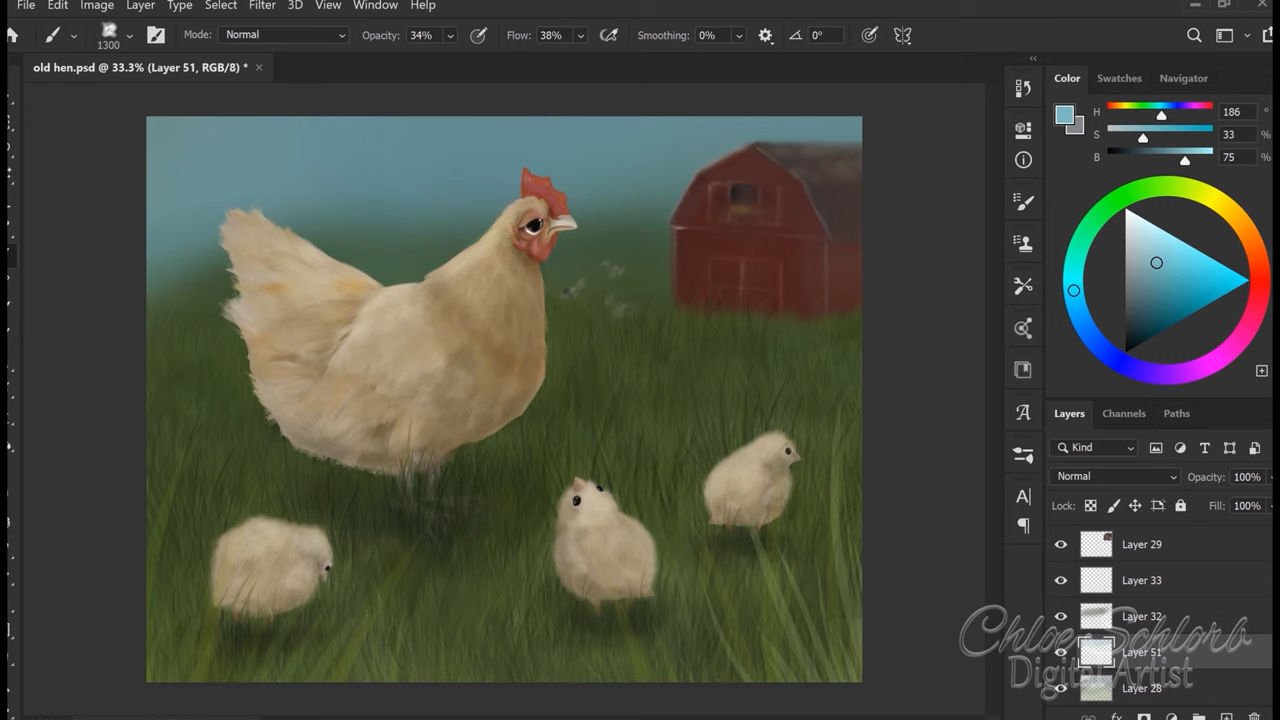 File Edit Image Layer Type Select Filter 3D View Window Help
1300 Mode: Normal Opacity: 34% Flow: 38% Smoothing: 0% 0°
old hen.psd @ 33.3% (Layer 51, RGB/8) * ×
Color Swatches Navigator
H 186 °
S 33 %
B 75 %
Layers Channels Paths
Kind
Normal Opacity: 100%
Lock: Fill: 100%
Layer 29
Layer 33
Layer 32
Layer 51
Layer 28
Chloe Schlorb
Digital Artist